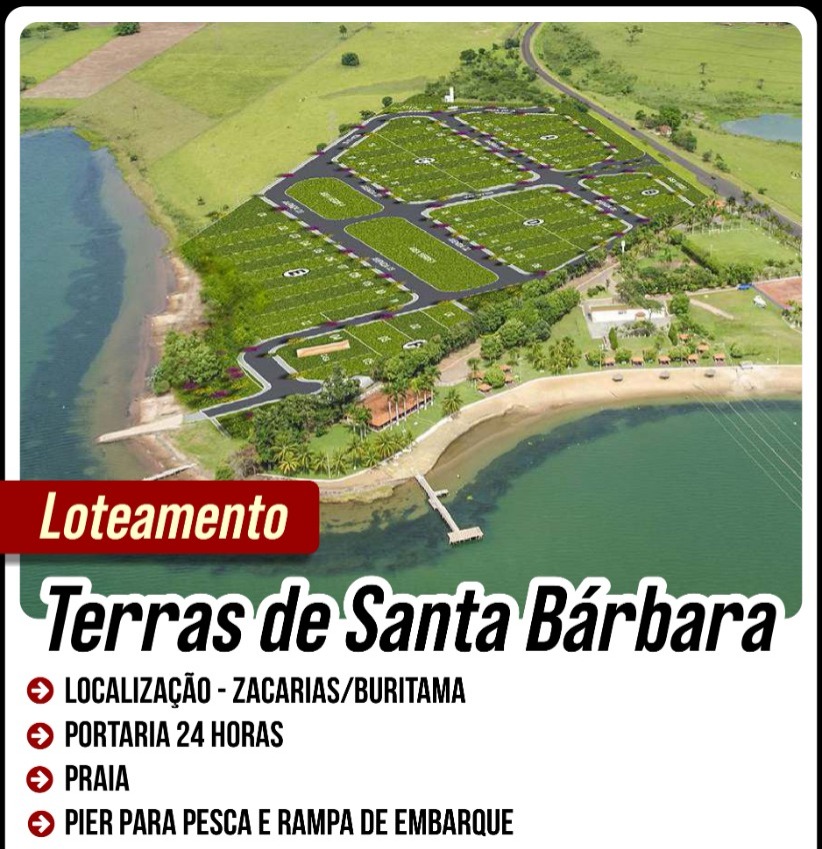 Loteamento
Terras de Santa Bárbara
LOCALIZAÇÃO - ZACARIAS/BURITAMA
PORTARIA 24 HORAS
PRAIA
PIER PARA PESCA E RAMPA DE EMBARQUE